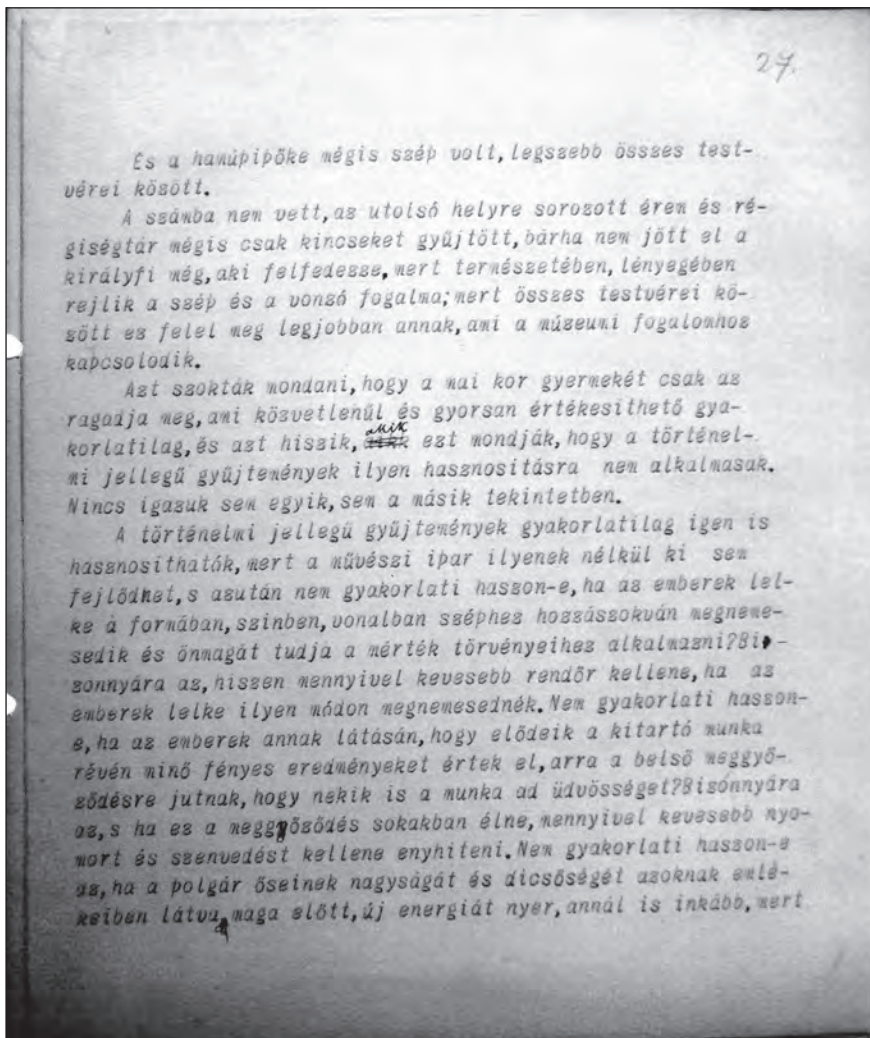 27.
És a hamúpipőke mégis szép volt, legszebb összes test-
vérei között.
A számba nem vett, az utolsó helyre sorozott érem és ré-
giségtár mégis csak kincseket gyűjtött, bárha nem jött el a
királyfi még, aki felfedezze, mert természetében, lényegében
rejlik a szép és a vonzó fogalma; mert összes testvérei kö-
zött ez felel meg legjobban annak, ami a múzeumi fogalomhoz
kapcsolodik.
Azt szokták mondani, hogy a mai kor gyermekét csak az
ragadja meg, ami közvetlenűl és gyorsan értékesithető gya-
korlatilag, és azt hiszik, akik ezt mondják, hogy a történel-
mi jellegű gyűjtemények ilyen hasznositásra nem alkalmasak.
Nincs igazuk sem egyik, sem a másik tekintetben.
A történelmi jellegű gyűjtemények gyakorlatilag igen is
hasznosithatók, mert a művészi ipar ilyenek nélkül ki sem
fejlődhet, s azután nem gyakorlati haszon-e, ha az emberek lel-
ke a formában, szinben, vonalban széphez hozzászokván megneme-
sedik és önmagát tudja a mérték törvényeihez alkalmazni? Bi-
zonnyára az, hiszen mennyivel kevesebb rendőr kellene, ha az
emberek lelke ilyen módon megnemesednék. Nem gyakorlati haszon-
e, ha az emberek annak látásán, hogy elődeik a kitartó munka
révén minő fényes eredményeket értek el, arra a belső meggyő-
ződésre jutnak, hogy nekik is a munka ad üdvösséget? Bizonnyára
az, s ha ez a meggyőződés sokakban élne, mennyivel kevesebb nyo-
mort és szenvedést kellene enyhiteni. Nem gyakorlati haszon-e
az, ha a polgár őseinek nagyságát és dicsőségét azoknak emlé-
keiben látva maga előtt, új energiát nyer, annál is inkább, mert